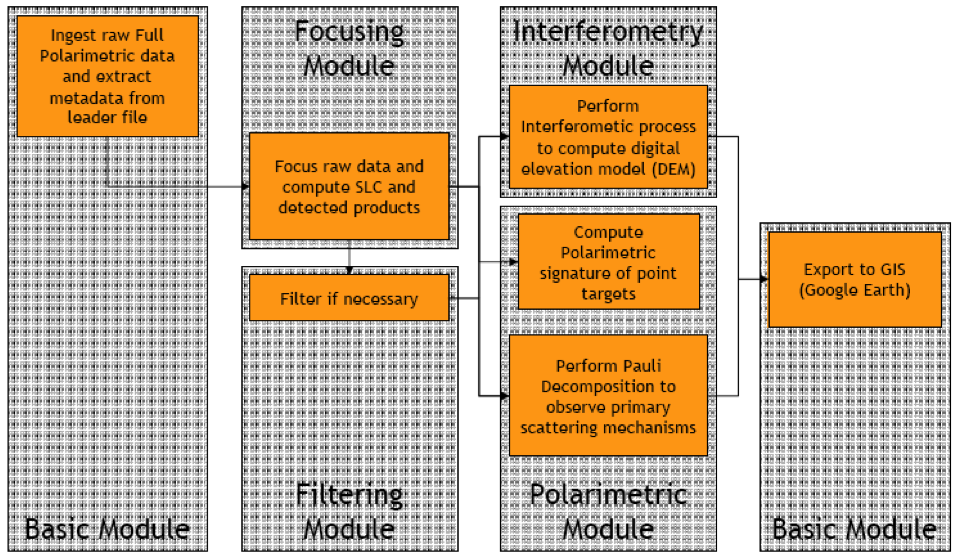 Ingest raw Full
Polarimetric data
and extract
metadata from
leader file
Basic Module
Focusing
Module
Focus raw data and
compute SLC and
detected products
Filter if necessary
Filtering
Module
Interferometry
Module
Perform
Interferometic process
to compute digital
elevation model (DEM)
Compute
Polarimetric
signature of point
targets
Perform Pauli
Decomposition to
observe primary
scattering mechanisms
Polarimetric
Module
Export to GIS
(Google Earth)
Basic Module